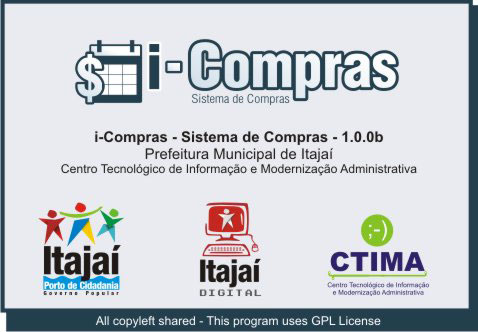 $
i-Compras
Sistema de Compras
i-Compras - Sistema de Compras - 1.0.0b
Prefeitura Municipal de Itajaí
Centro Tecnológico de Informação e Modernização Administrativa
Itajaí
Porto de Cidadania
Governo Popular
Itajaí
DIGITAL
;-)
CTIMA
Centro Tecnológico de Informação
e Modernização Administrativa
All copyleft shared - This program uses GPL License